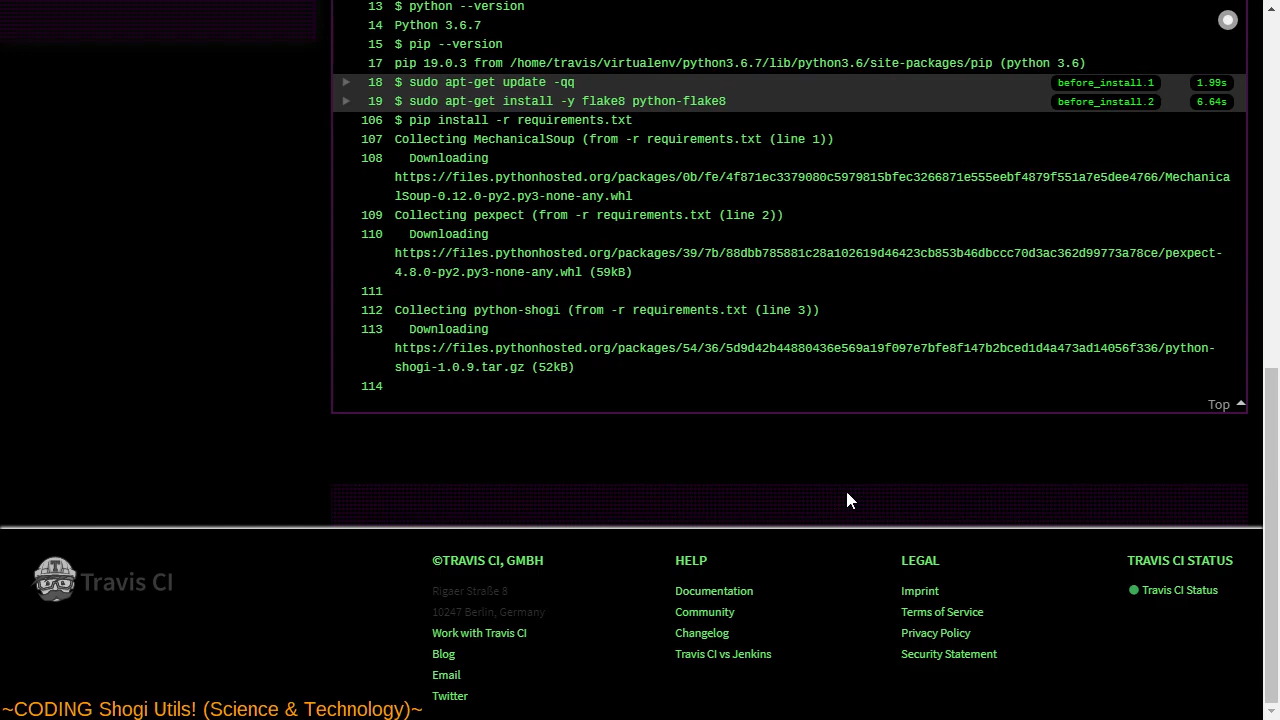 13 $ python --version
14 Python 3.6.7
15 $ pip --version
17 pip 19.0.3 from /home/travis/virtualenv/python3.6.7/lib/python3.6/site-packages/pip (python 3.6)
18 $ sudo apt-get update -qq before_install.1 1.99s
19 $ sudo apt-get install -y flake8 python-flake8 before_install.2 6.64s
106 $ pip install -r requirements.txt
107 Collecting MechanicalSoup (from -r requirements.txt (line 1))
108 Downloading
https://files.pythonhosted.org/packages/0b/fe/4f871ec3379080c5979815bfec3266871e555eebf4879f551a7e5dee4766/Mechanica
lSoup-0.12.0-py2.py3-none-any.whl
109 Collecting pexpect (from -r requirements.txt (line 2))
110 Downloading
https://files.pythonhosted.org/packages/39/7b/88dbb785881c28a102619d46423cb853b46dbccc70d3ac362d99773a78ce/pexpect-
4.8.0-py2.py3-none-any.whl (59kB)
111
112 Collecting python-shogi (from -r requirements.txt (line 3))
113 Downloading
https://files.pythonhosted.org/packages/54/36/5d9d42b44880436e569a19f097e7bfe8f147b2bced1d4a473ad14056f336/python-
shogi-1.0.9.tar.gz (52kB)
114
Top
Travis CI
©TRAVIS CI, GMBH
Rigaer Straße 8
10247 Berlin, Germany
Work with Travis CI
Blog
Email
Twitter
HELP
Documentation
Community
Changelog
Travis CI vs Jenkins
LEGAL
Imprint
Terms of Service
Privacy Policy
Security Statement
TRAVIS CI STATUS
Travis CI Status
~CODING Shogi Utils! (Science & Technology)~